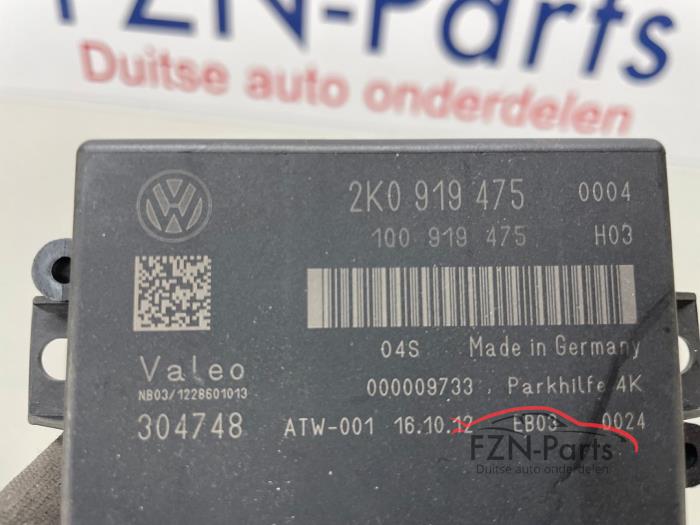 FZN-Parts
Duitse auto onderdelen
2K0 919 475 0004
1Q0 919 475 H03
04S Made in Germany
Valeo
NB03/1228601013
000009733 Parkhilfe 4K
304748 ATW-001 16.10.12 EB03 0024
FZN-Parts
Duitse auto onderdelen